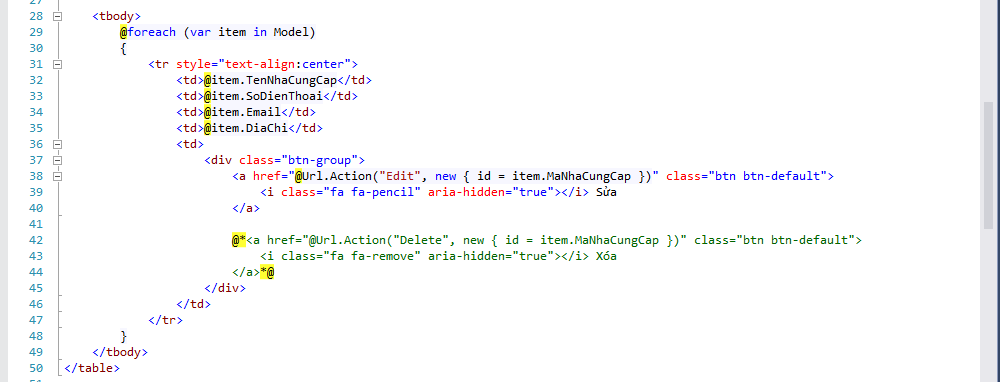 28 <tbody>
29 @foreach (var item in Model)
30 {
31 <tr style="text-align:center">
32 <td>@item.TenNhaCungCap</td>
33 <td>@item.SoDienThoai</td>
34 <td>@item.Email</td>
35 <td>@item.DiaChi</td>
36 <td>
37 <div class="btn-group">
38 <a href="@Url.Action("Edit", new { id = item.MaNhaCungCap })" class="btn btn-default">
39 <i class="fa fa-pencil" aria-hidden="true"></i> Sửa
40 </a>
41
42 @*<a href="@Url.Action("Delete", new { id = item.MaNhaCungCap })" class="btn btn-default">
43 <i class="fa fa-remove" aria-hidden="true"></i> Xóa
44 </a>*@
45 </div>
46 </td>
47 </tr>
48 }
49 </tbody>
50 </table>